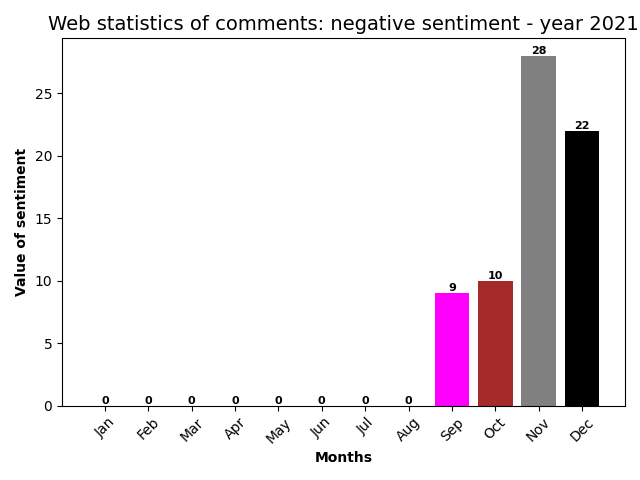 Web statistics of comments: negative sentiment - year 2021
Value of sentiment
25
20
15
10
5
0
0 0 0 0 0 0 0 0 9 10 28 22
Jan Feb Mar Apr May Jun Jul Aug Sep Oct Nov Dec
Months